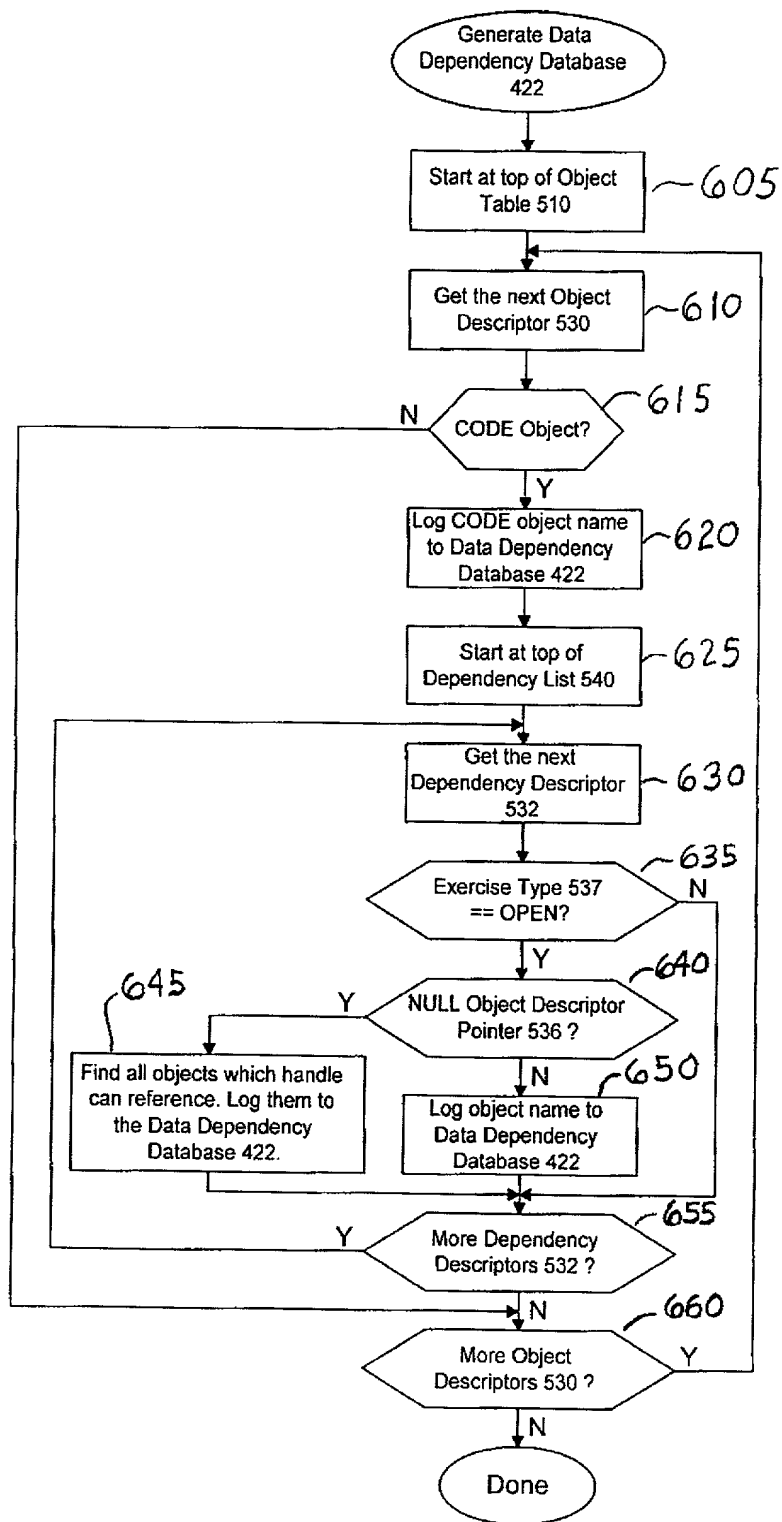 Generate Data
Dependency Database
422
Start at top of Object
Table 510
605
Get the next Object
Descriptor 530
610
615
N
CODE Object?
Y
Log CODE object name
to Data Dependency
Database 422
620
Start at top of
Dependency List 540
625
Get the next
Dependency Descriptor
532
630
635
Exercise Type 537
== OPEN?
N
Y
640
645
Y
NULL Object Descriptor
Pointer 536 ?
N
650
Find all objects which handle
can reference. Log them to
the Data Dependency
Database 422.
Log object name to
Data Dependency
Database 422
655
Y
More Dependency
Descriptors 532 ?
N
660
More Object
Descriptors 530 ?
Y
N
Done